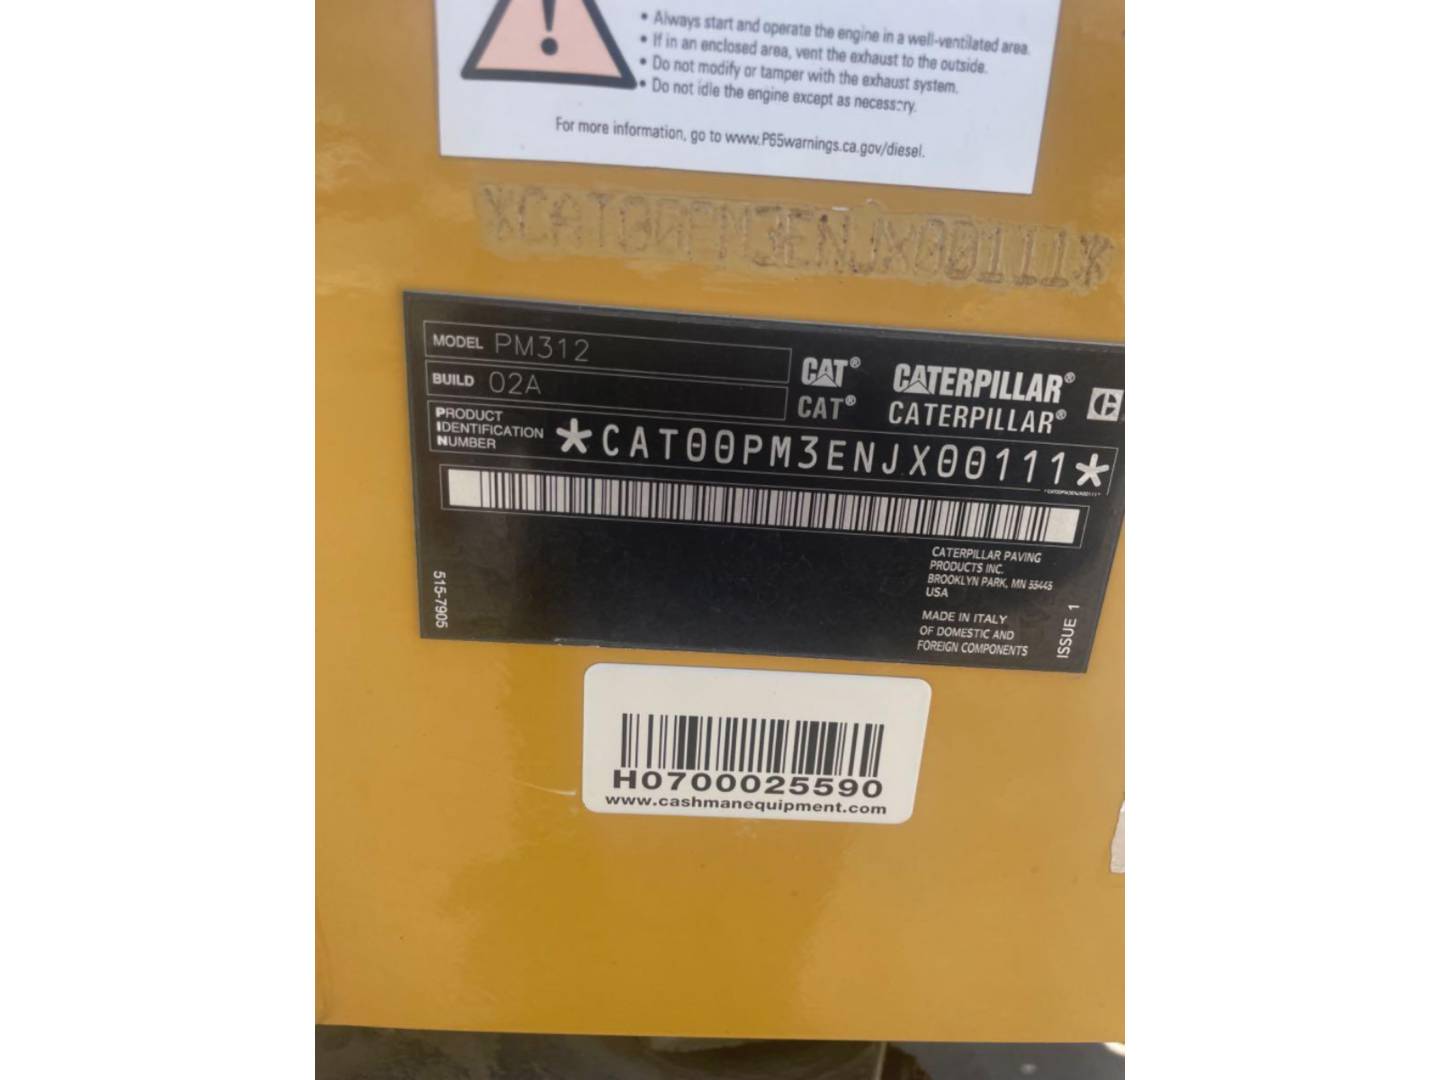 • Always start and operate the engine in a well-ventilated area.
• If in an enclosed area, vent the exhaust to the outside.
• Do not modify or tamper with the exhaust system.
• Do not idle the engine except as necessary.
For more information, go to www.P65warnings.ca.gov/diesel.
*CAT00PM3ENJX00111*
MODEL PM312
BUILD 02A
CAT® CATERPILLAR®
CAT® CATERPILLAR®
PRODUCT
IDENTIFICATION
NUMBER
*CAT00PM3ENJX00111*
*CAT00PM3ENJX00111*
CATERPILLAR PAVING
PRODUCTS INC.
BROOKLYN PARK, MN 55445
USA
MADE IN ITALY
OF DOMESTIC AND
FOREIGN COMPONENTS
515-7905
ISSUE 1
H0700025590
www.cashmanequipment.com